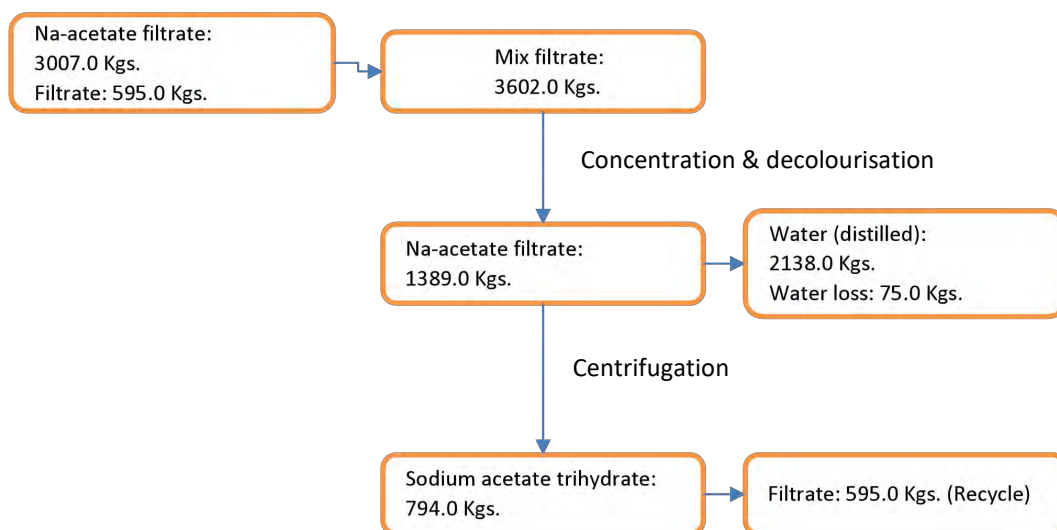 Na-acetate filtrate:
3007.0 Kgs.
Filtrate: 595.0 Kgs.
Mix filtrate:
3602.0 Kgs.
Concentration & decolourisation
Na-acetate filtrate:
1389.0 Kgs.
Water (distilled):
2138.0 Kgs.
Water loss: 75.0 Kgs.
Centrifugation
Sodium acetate trihydrate:
794.0 Kgs.
Filtrate: 595.0 Kgs. (Recycle)